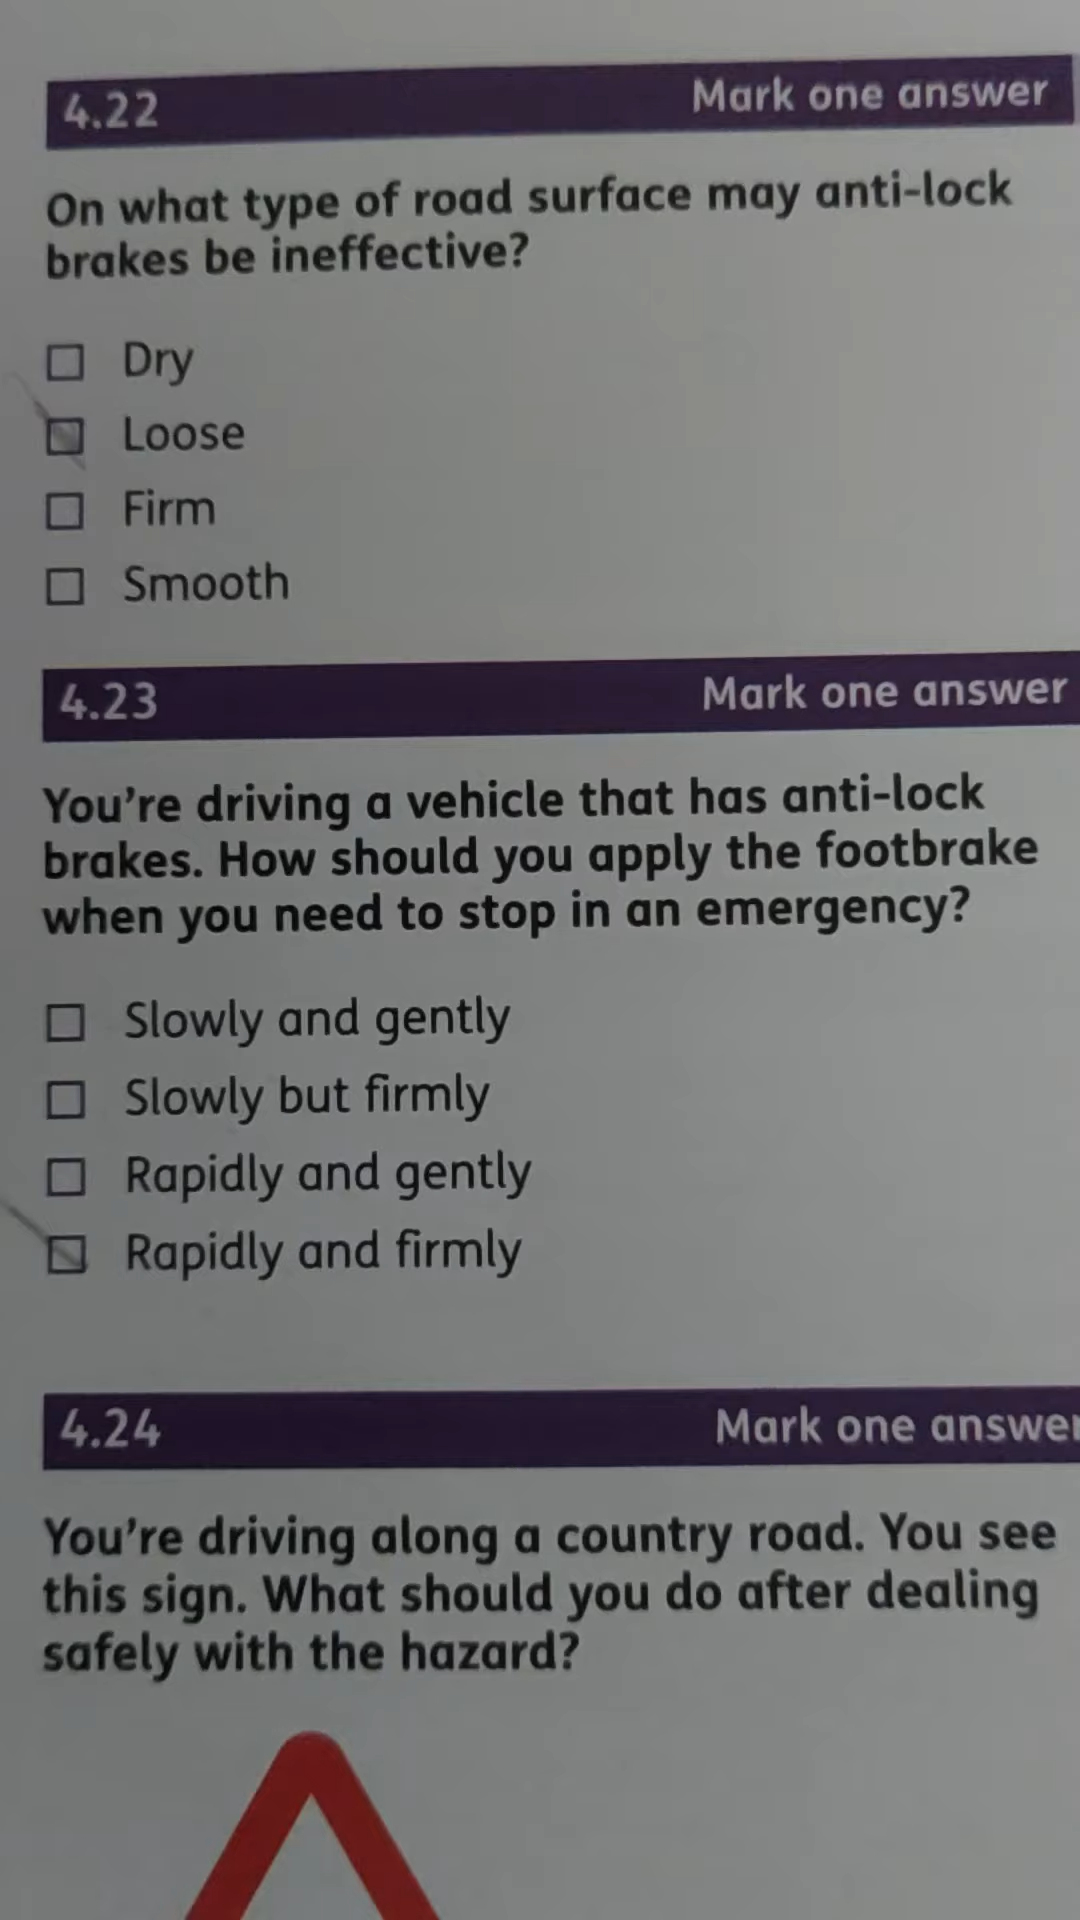 4.22 Mark one answer
On what type of road surface may anti-lock
brakes be ineffective?
Dry
Loose
Firm
Smooth
4.23 Mark one answer
You're driving a vehicle that has anti-lock
brakes. How should you apply the footbrake
when you need to stop in an emergency?
Slowly and gently
Slowly but firmly
Rapidly and gently
Rapidly and firmly
4.24 Mark one answer
You're driving along a country road. You see
this sign. What should you do after dealing
safely with the hazard?